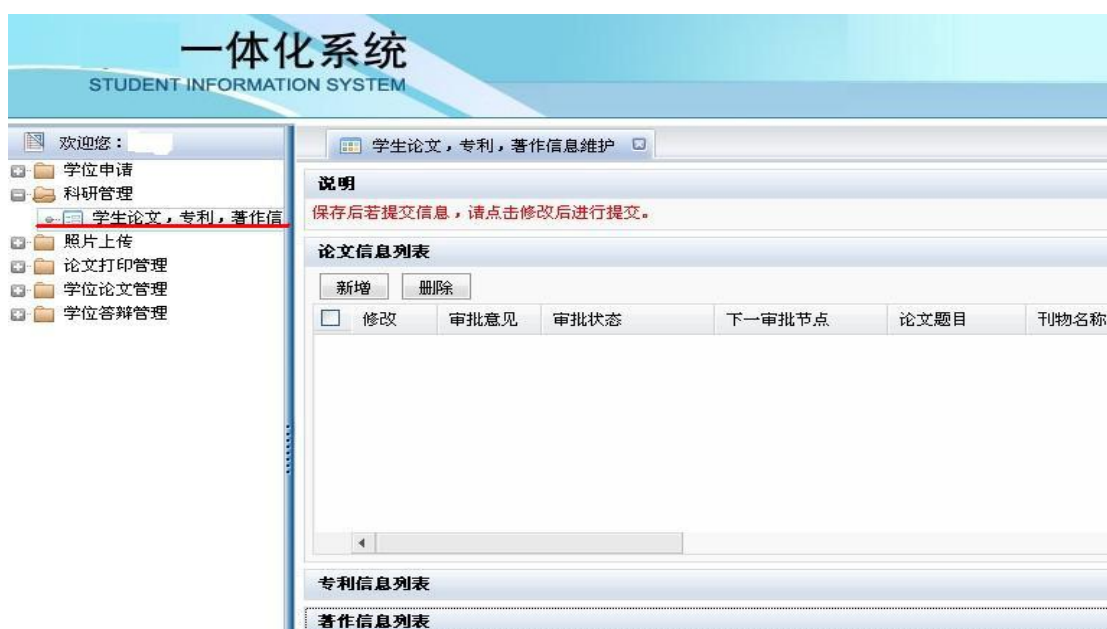 一体化系统
STUDENT INFORMATION SYSTEM
欢迎您：
学位申请
科研管理
学生论文，专利，著作信
照片上传
论文打印管理
学位论文管理
学位答辩管理
学生论文，专利，著作信息维护
说明
保存后若提交信息，请点击修改后进行提交。
论文信息列表
新增 删除
修改 审批意见 审批状态 下一审批节点 论文题目 刊物名称
专利信息列表
著作信息列表